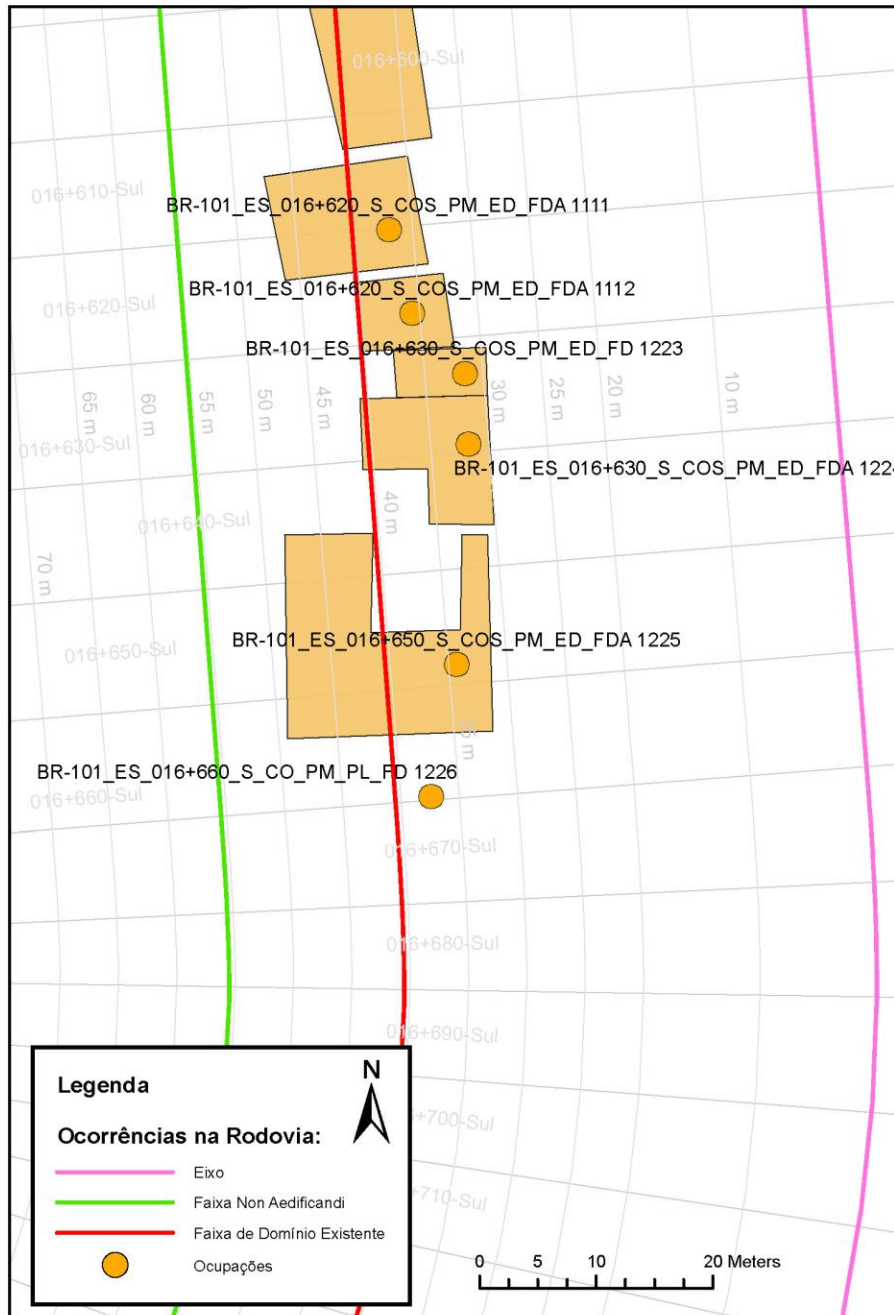 016+600-Sul
016+610-Sul
BR-101_ES_016+620_S_COS_PM_ED_FDA 1111
BR-101_ES_016+620_S_COS_PM_ED_FDA 1112
016+620-Sul
BR-101_ES_016+630_S_COS_PM_ED_FD 1223
65 m
60 m
55 m
50 m
45 m
30 m
25 m
20 m
10 m
016+630-Sul
BR-101_ES_016+630_S_COS_PM_ED_FDA 122
40 m
016+640-Sul
70 m
BR-101_ES_016+650_S_COS_PM_ED_FDA 1225
016+650-Sul
35 m
BR-101_ES_016+660_S_CO_PM_PL_FD 1226
016+660-Sul
016+670-Sul
016+680-Sul
016+690-Sul
+700-Sul
+710-Sul
Legenda
N
Ocorrências na Rodovia:
Eixo
Faixa Non Aedificandi
Faixa de Domínio Existente
Ocupações
0 5 10 20 Meters